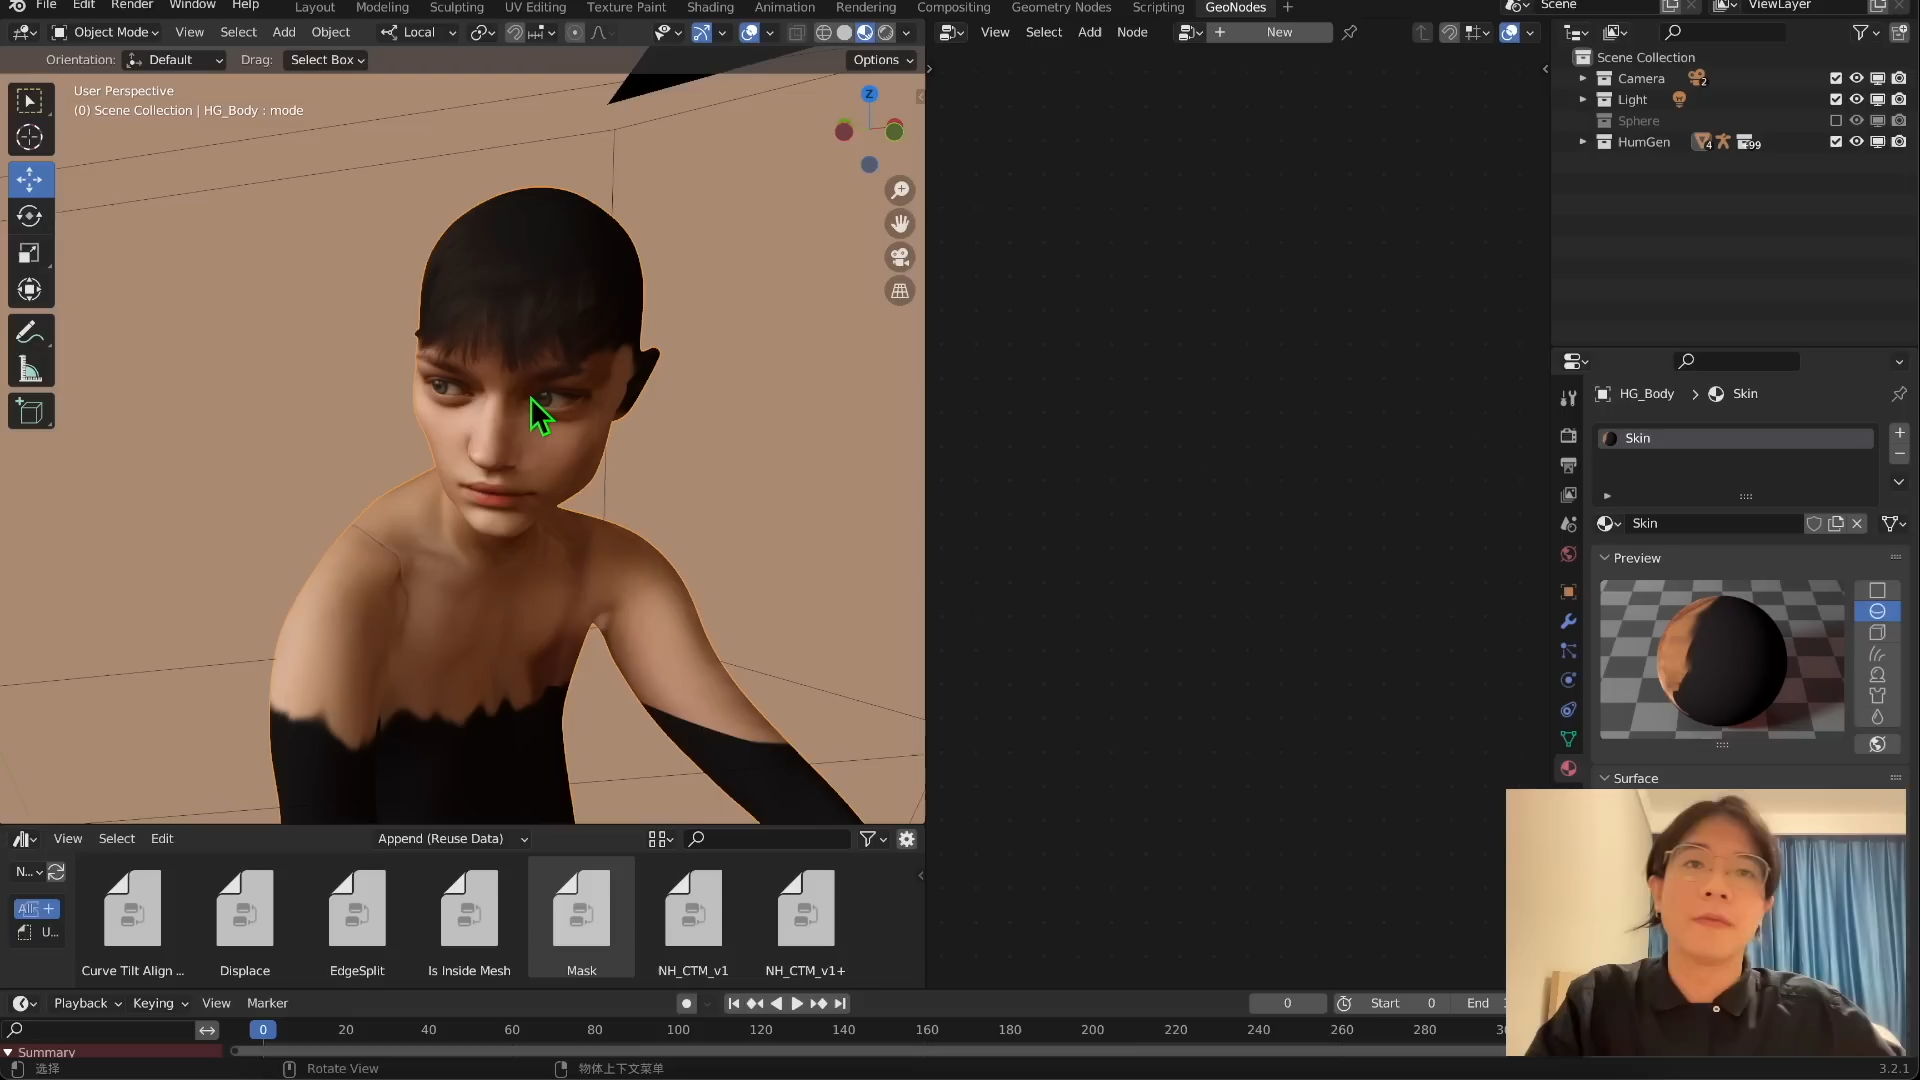 File Edit Render Window Help Layout Modeling Sculpting UV Editing Texture Paint Shading Animation Rendering Compositing Geometry Nodes Scripting GeoNodes + Scene ViewLayer
Object Mode View Select Add Object Local View Select Add Node + New
Orientation: Default Drag: Select Box Options
User Perspective
(0) Scene Collection | HG_Body : mode
Z
Scene Collection
Camera 2
Light
Sphere
HumGen 4 99
HG_Body > Skin
Skin
Skin
Preview
Surface
View Select Edit Append (Reuse Data)
N...
All
U...
Curve Tilt Align ... Displace EdgeSplit Is Inside Mesh Mask NH_CTM_v1 NH_CTM_v1+
Playback Keying View Marker 0 Start 0 End
0 20 40 60 80 100 120 140 160 180 200 220 240 260 280
Summary
选择 Rotate View 物体上下文菜单 3.2.1